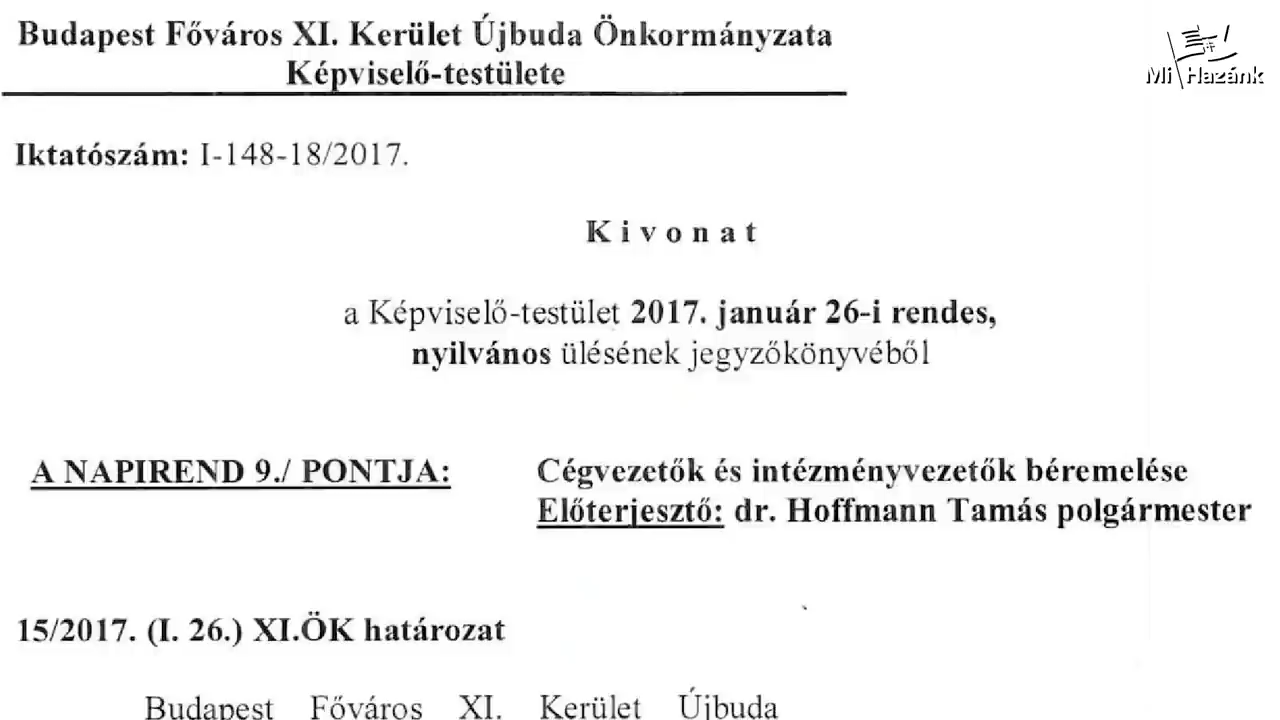 Budapest Főváros XI. Kerület Újbuda Önkormányzata
Képviselő-testülete
Mi Hazánk
Iktatószám: I-148-18/2017.
Kivonat
a Képviselő-testület 2017. január 26-i rendes,
nyilvános ülésének jegyzőkönyvéből
A NAPIREND 9./ PONTJA: Cégvezetők és intézményvezetők béremelése
Előterjesztő: dr. Hoffmann Tamás polgármester
15/2017. (I. 26.) XI.ÖK határozat
Budapest Főváros XI. Kerület Újbuda